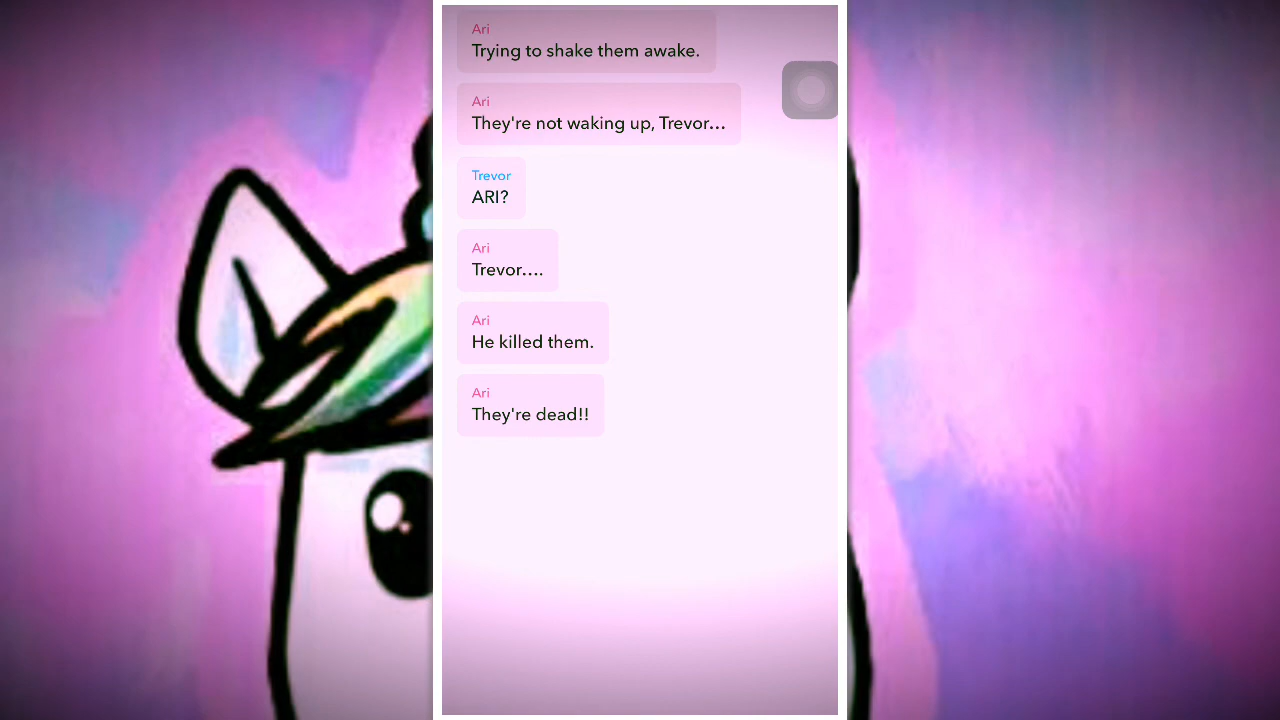 Ari
Trying to shake them awake.
Ari
They're not waking up, Trevor...
Trevor
ARI?
Ari
Trevor....
Ari
He killed them.
Ari
They're dead!!